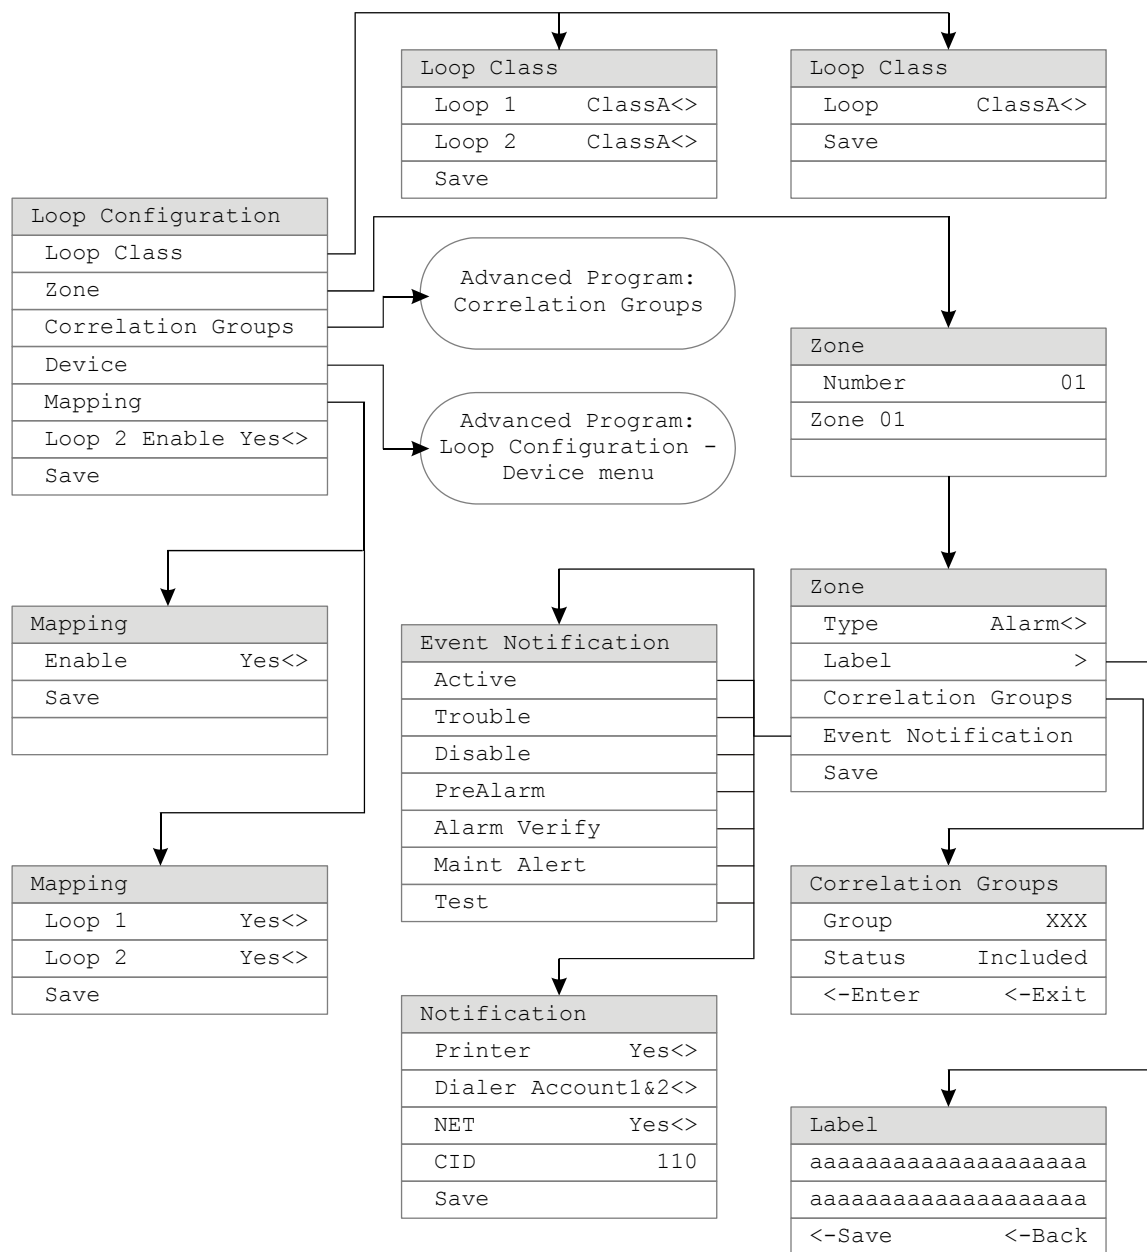 Loop Class
Loop 1 ClassA<>
Loop 2 ClassA<>
Save
Loop Class
Loop ClassA<>
Save
Loop Configuration
Loop Class
Zone
Correlation Groups
Device
Mapping
Loop 2 Enable Yes<>
Save
Advanced Program:
Correlation Groups
Advanced Program:
Loop Configuration -
Device menu
Zone
Number 01
Zone 01
Mapping
Enable Yes<>
Save
Mapping
Loop 1 Yes<>
Loop 2 Yes<>
Save
Event Notification
Active
Trouble
Disable
PreAlarm
Alarm Verify
Maint Alert
Test
Notification
Printer Yes<>
Dialer Account1&2<>
NET Yes<>
CID 110
Save
Zone
Type Alarm<>
Label >
Correlation Groups
Event Notification
Save
Correlation Groups
Group XXX
Status Included
<-Enter <-Exit
Label
aaaaaaaaaaaaaaaaaaaa
aaaaaaaaaaaaaaaaaaaa
<-Save <-Back